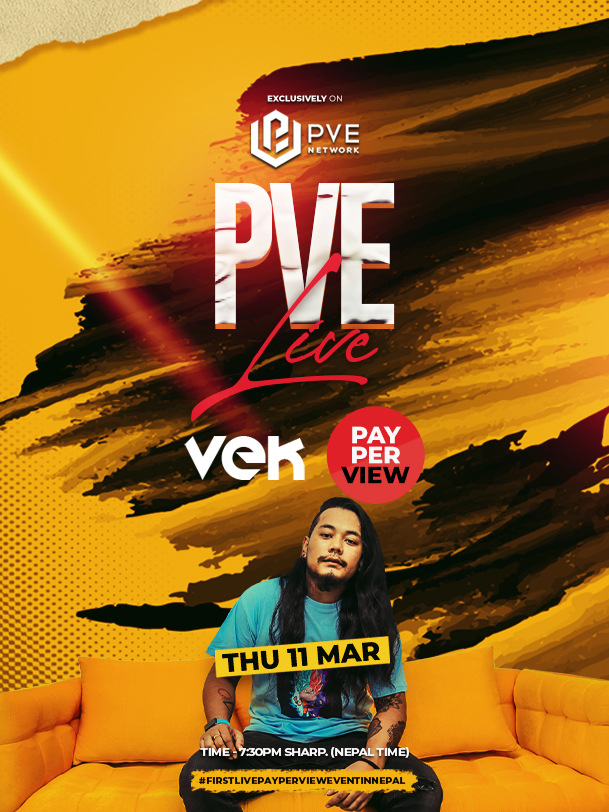 EXCLUSIVELY ON
PVE
NETWORK
PVE
Live
vek
PAY
PER
VIEW
THU 11 MAR
TIME - 7:30PM SHARP. (NEPAL TIME)
#FIRSTLIVEPAYPERVIEWEVENTINNEPAL